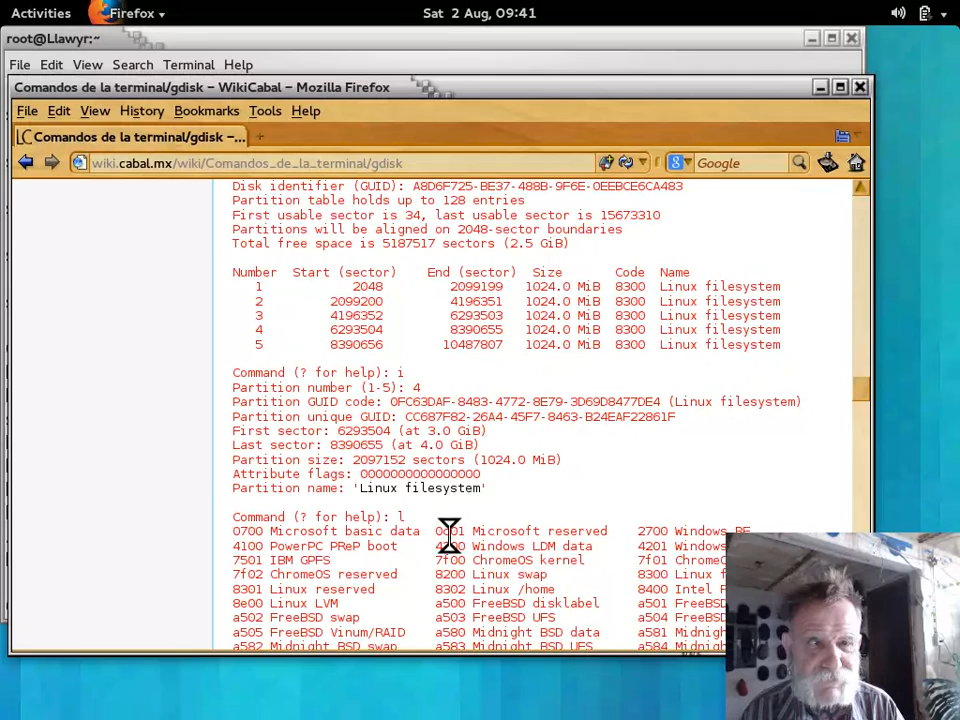 Activities Firefox Sat 2 Aug, 09:41
root@Llawyr:~
File Edit View Search Terminal Help
Comandos de la terminal/gdisk – WikiCabal – Mozilla Firefox
File Edit View History Bookmarks Tools Help
LC Comandos de la terminal/gdisk –... +
wiki.cabal.mx/wiki/Comandos_de_la_terminal/gdisk 8 Google
Disk identifier (GUID): A8D6F725-BE37-488B-9F6E-0EEBCE6CA483
Partition table holds up to 128 entries
First usable sector is 34, last usable sector is 15673310
Partitions will be aligned on 2048-sector boundaries
Total free space is 5187517 sectors (2.5 GiB)
Number Start (sector) End (sector) Size Code Name
1 2048 2099199 1024.0 MiB 8300 Linux filesystem
2 2099200 4196351 1024.0 MiB 8300 Linux filesystem
3 4196352 6293503 1024.0 MiB 8300 Linux filesystem
4 6293504 8390655 1024.0 MiB 8300 Linux filesystem
5 8390656 10487807 1024.0 MiB 8300 Linux filesystem
Command (? for help): i
Partition number (1-5): 4
Partition GUID code: 0FC63DAF-8483-4772-8E79-3D69D8477DE4 (Linux filesystem)
Partition unique GUID: CC687F82-26A4-45F7-8463-B24EAF22861F
First sector: 6293504 (at 3.0 GiB)
Last sector: 8390655 (at 4.0 GiB)
Partition size: 2097152 sectors (1024.0 MiB)
Attribute flags: 0000000000000000
Partition name: 'Linux filesystem'
Command (? for help): l
0700 Microsoft basic data 0c01 Microsoft reserved 2700 Windows RE
4100 PowerPC PReP boot 4200 Windows LDM data 4201 Windows
7501 IBM GPFS 7f00 ChromeOS kernel 7f01 ChromeOS
7f02 ChromeOS reserved 8200 Linux swap 8300 Linux
8301 Linux reserved 8302 Linux /home 8400 Intel
8e00 Linux LVM a500 FreeBSD disklabel a501 FreeBSD
a502 FreeBSD swap a503 FreeBSD UFS a504 FreeBSD
a505 FreeBSD Vinum/RAID a580 Midnight BSD data a581
a582 Midnight BSD swap a583 Midnight BSD UFS a584